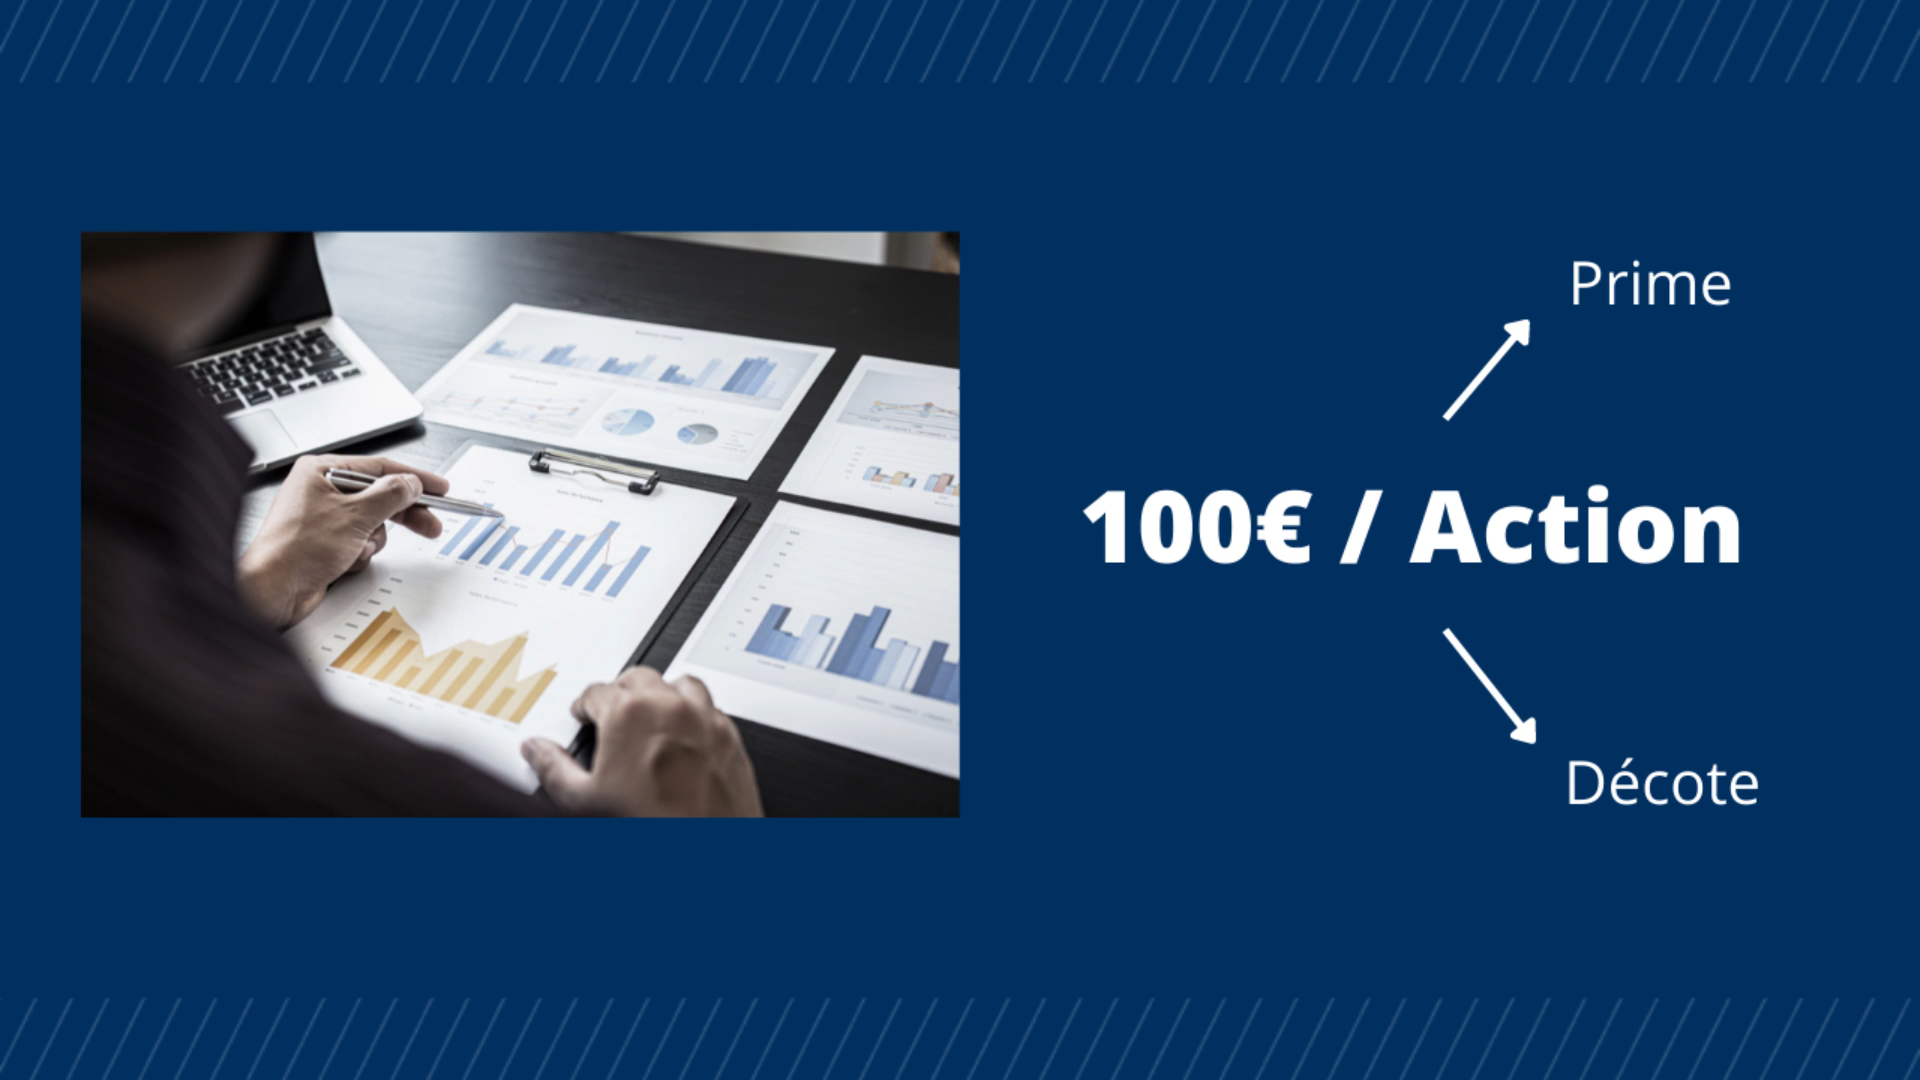 Prime
100€ / Action
Décote